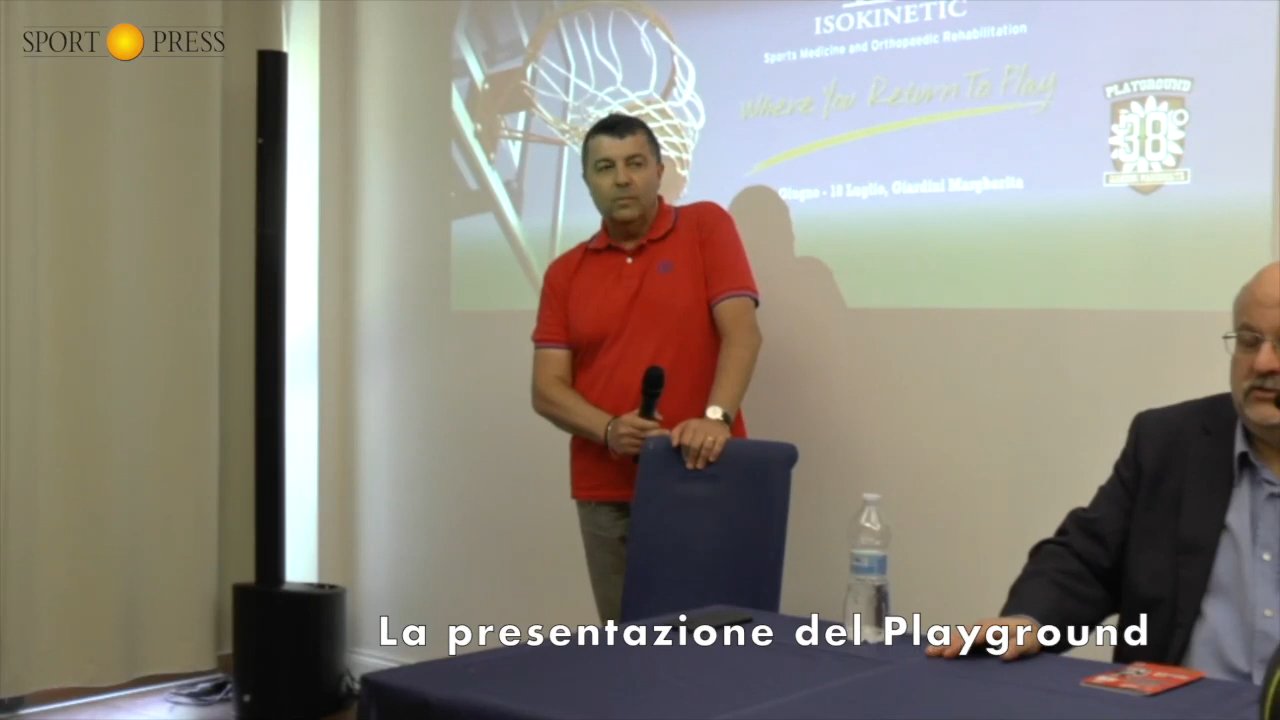 SPORT PRESS
ISOKINETIC
Sports Medicine and Orthopaedic Rehabilitation
Where You Return To Play
PLAYGROUND
38°
Giugno - 18 Luglio, Giardini Margherita
La presentazione del Playground